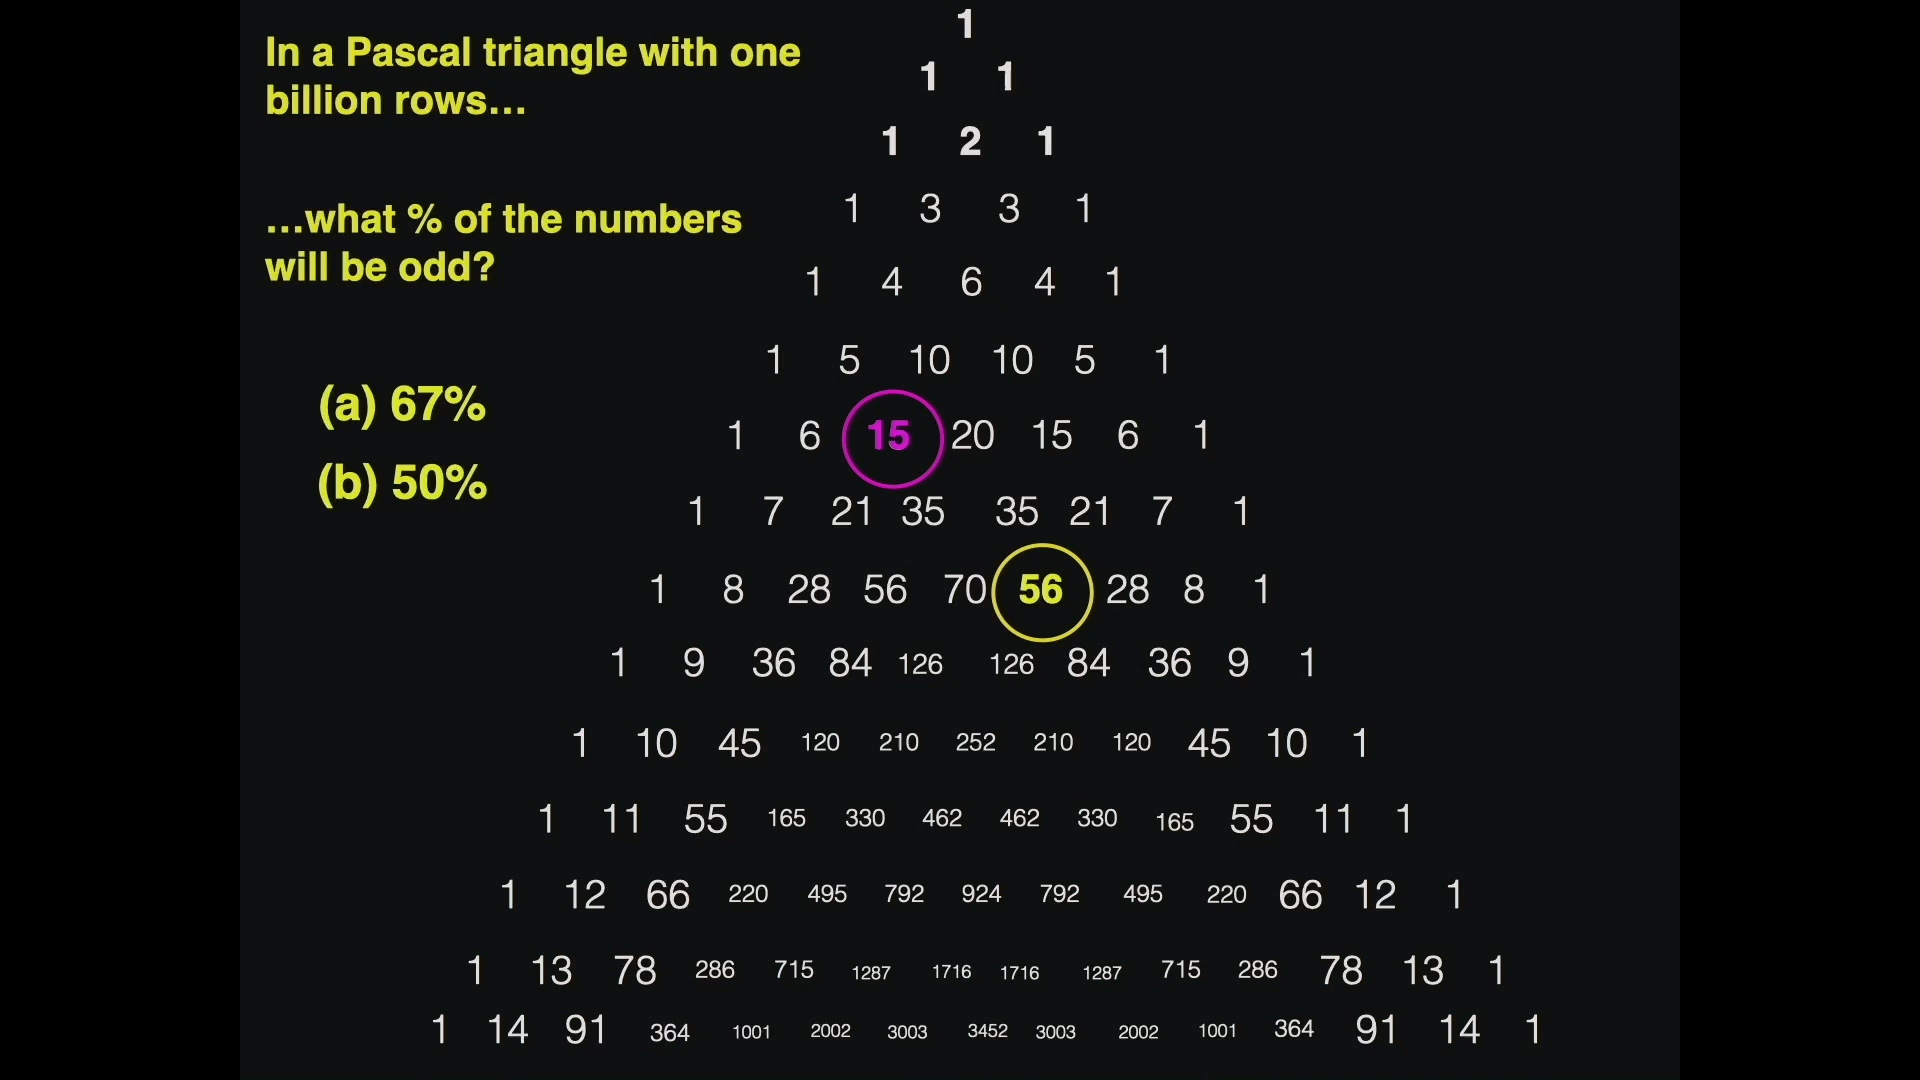 In a Pascal triangle with one
billion rows...
...what % of the numbers
will be odd?
(a) 67%
(b) 50%
1
1 1
1 2 1
1 3 3 1
1 4 6 4 1
1 5 10 10 5 1
1 6 15 20 15 6 1
1 7 21 35 35 21 7 1
1 8 28 56 70 56 28 8 1
1 9 36 84 126 126 84 36 9 1
1 10 45 120 210 252 210 120 45 10 1
1 11 55 165 330 462 462 330 165 55 11 1
1 12 66 220 495 792 924 792 495 220 66 12 1
1 13 78 286 715 1287 1716 1716 1287 715 286 78 13 1
1 14 91 364 1001 2002 3003 3452 3003 2002 1001 364 91 14 1